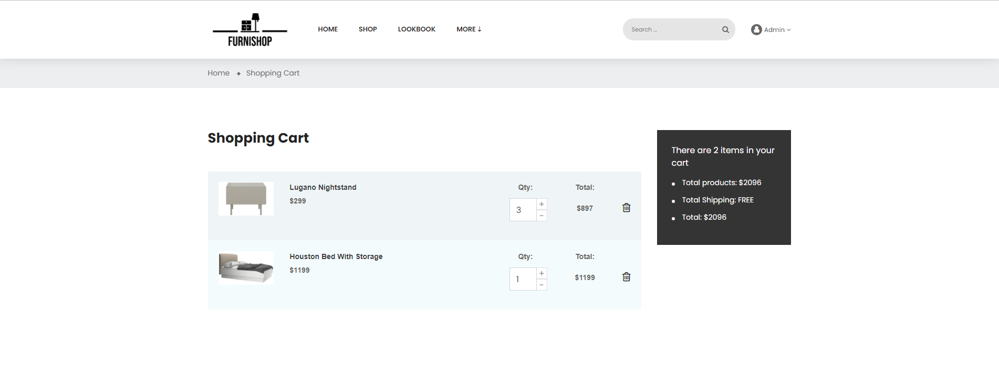 FURNISHOP
HOME SHOP LOOKBOOK MORE
Search ...
Admin
Home Shopping Cart
Shopping Cart
Lugano Nightstand
$299
Qty:
3
+
-
Total:
$897
Houston Bed With Storage
$1199
Qty:
1
+
-
Total:
$1199
There are 2 items in your
cart
Total products: $2096
Total Shipping: FREE
Total: $2096